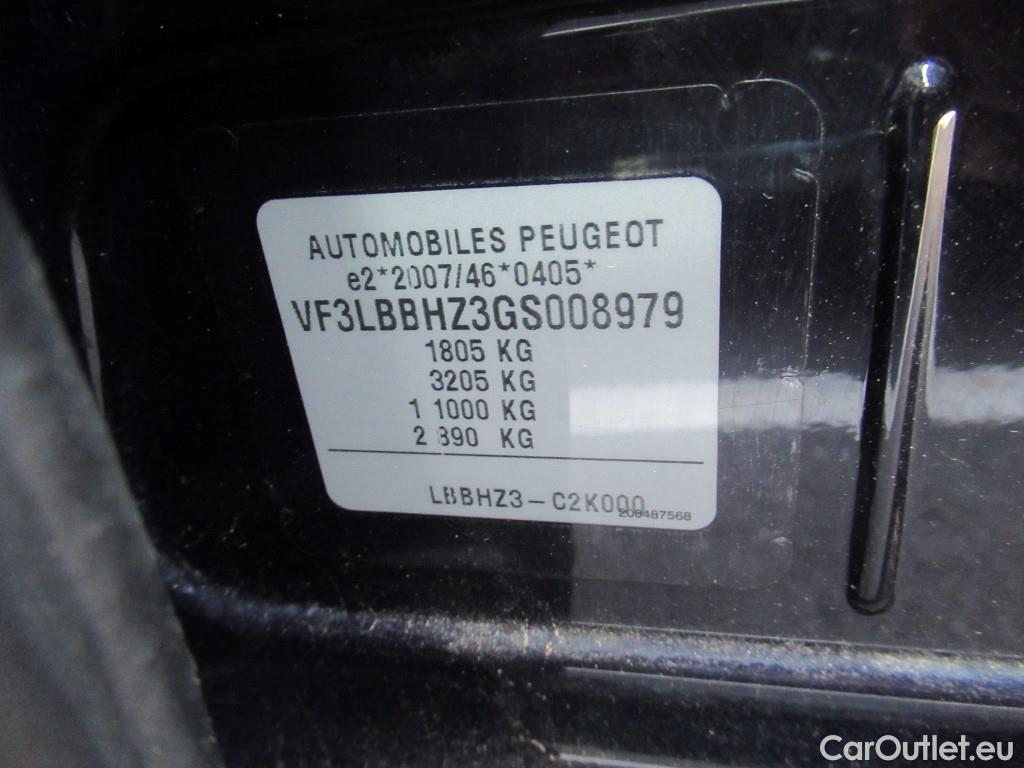 AUTOMOBILES PEUGEOT
e2*2007/46*0405*
VF3LBBHZ3GS008979
1805 KG
3205 KG
1 1000 KG
2 890 KG
LBBHZ3-C2K000
208487568
CarOutlet.eu